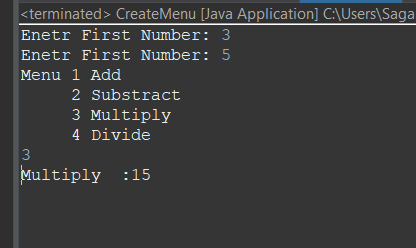 <terminated> CreateMenu [Java Application] C:\Users\Saga
Enetr First Number: 3
Enetr First Number: 5
Menu 1 Add
     2 Substract
     3 Multiply
     4 Divide
3
Multiply  :15